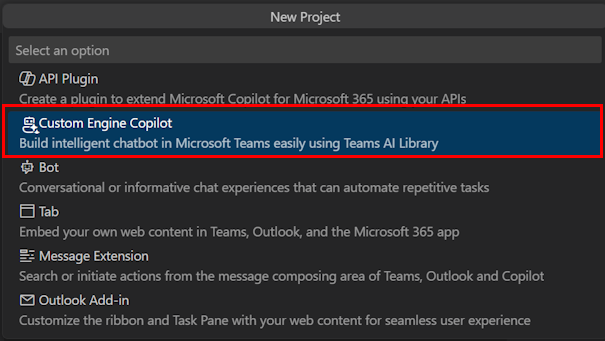 New Project
Select an option
API Plugin
Create a plugin to extend Microsoft Copilot for Microsoft 365 using your APIs
Custom Engine Copilot
Build intelligent chatbot in Microsoft Teams easily using Teams AI Library
Bot
Conversational or informative chat experiences that can automate repetitive tasks
Tab
Embed your own web content in Teams, Outlook, and the Microsoft 365 app
Message Extension
Search or initiate actions from the message composing area of Teams, Outlook and Copilot
Outlook Add-in
Customize the ribbon and Task Pane with your web content for seamless user experience